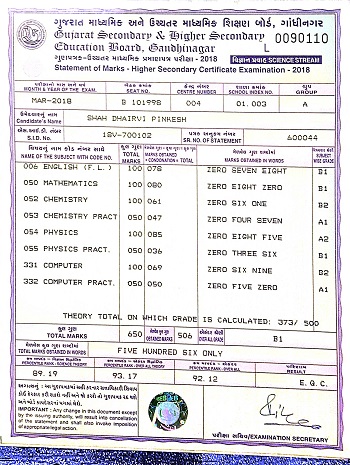 ગુજરાત માધ્યમિક અને ઉચ્ચતર માધ્યમિક શિક્ષણ બોર્ડ, ગાંધીનગર
Gujarat Secondary & Higher Secondary
Education Board, Gandhinagar
L 0090110
ગુણપત્રક-ઉચ્ચતર માધ્યમિક પ્રમાણપત્ર પરીક્ષા - 2018
વિજ્ઞાન પ્રવાહ SCIENCE STREAM
Statement of Marks - Higher Secondary Certificate Examination - 2018
MONTH & YEAR OF THE EXAM. SEAT NO. CENTRE NUMBER SCHOOL INDEX NO. GROUP
MAR-2018 B 101998 004 01.003 A
ઉમેદવારનું નામ
Candidate's Name SHAH DHAIRVI PINKESH
S.I.D. No. 18V-700102 SR. NO. OF STATEMENT 600044
વિષયનું નામ કોડ નંબર સાથે કુલ ગુણ
NAME OF THE SUBJECT WITH CODE NO. TOTAL MARKS MARKS OBTAINED IN WORDS
006 ENGLISH (F.L.) 100 078 ZERO SEVEN EIGHT B1
050 MATHEMATICS 100 080 ZERO EIGHT ZERO B1
052 CHEMISTRY 100 061 ZERO SIX ONE B2
053 CHEMISTRY PRACT 050 047 ZERO FOUR SEVEN A1
054 PHYSICS 100 085 ZERO EIGHT FIVE A2
055 PHYSICS PRACT. 050 036 ZERO THREE SIX B1
331 COMPUTER 100 069 ZERO SIX NINE B2
332 COMPUTER PRACT. 050 050 ZERO FIVE ZERO A1
THEORY TOTAL ON WHICH GRADE IS CALCULATED: 373/ 500
કુલ ગુણ
TOTAL MARKS 650 506 B1
TOTAL MARKS OBTAINED IN WORDS FIVE HUNDRED SIX ONLY
PERCENTILE RANK - SCIENCE THEORY PERCENTILE RANK - OVER ALL PERCENTILE RANK - THEORY RESULT
89.19 93.17 92.12 E.Q.C.
IMPORTANT : Any change in this document except
by the issuing authority, will result into cancellation
of the statement and shall also invoke imposition
of appropriate legal action.
પરીક્ષા સચિવ/EXAMINATION SECRETARY